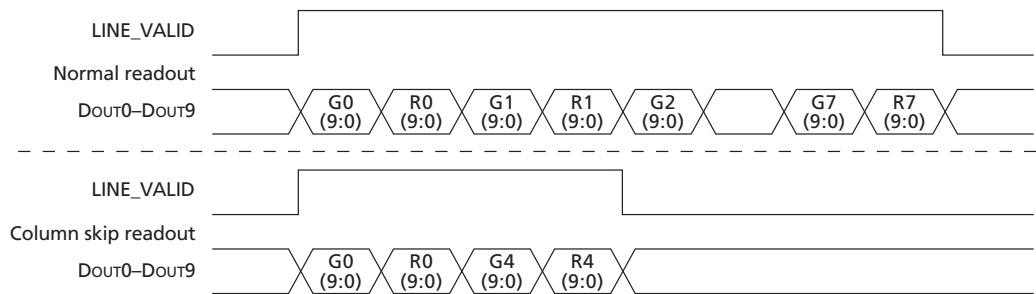 LINE_VALID
Normal readout
DOUT0–DOUT9
G0 (9:0) R0 (9:0) G1 (9:0) R1 (9:0) G2 (9:0) G7 (9:0) R7 (9:0)
LINE_VALID
Column skip readout
DOUT0–DOUT9
G0 (9:0) R0 (9:0) G4 (9:0) R4 (9:0)